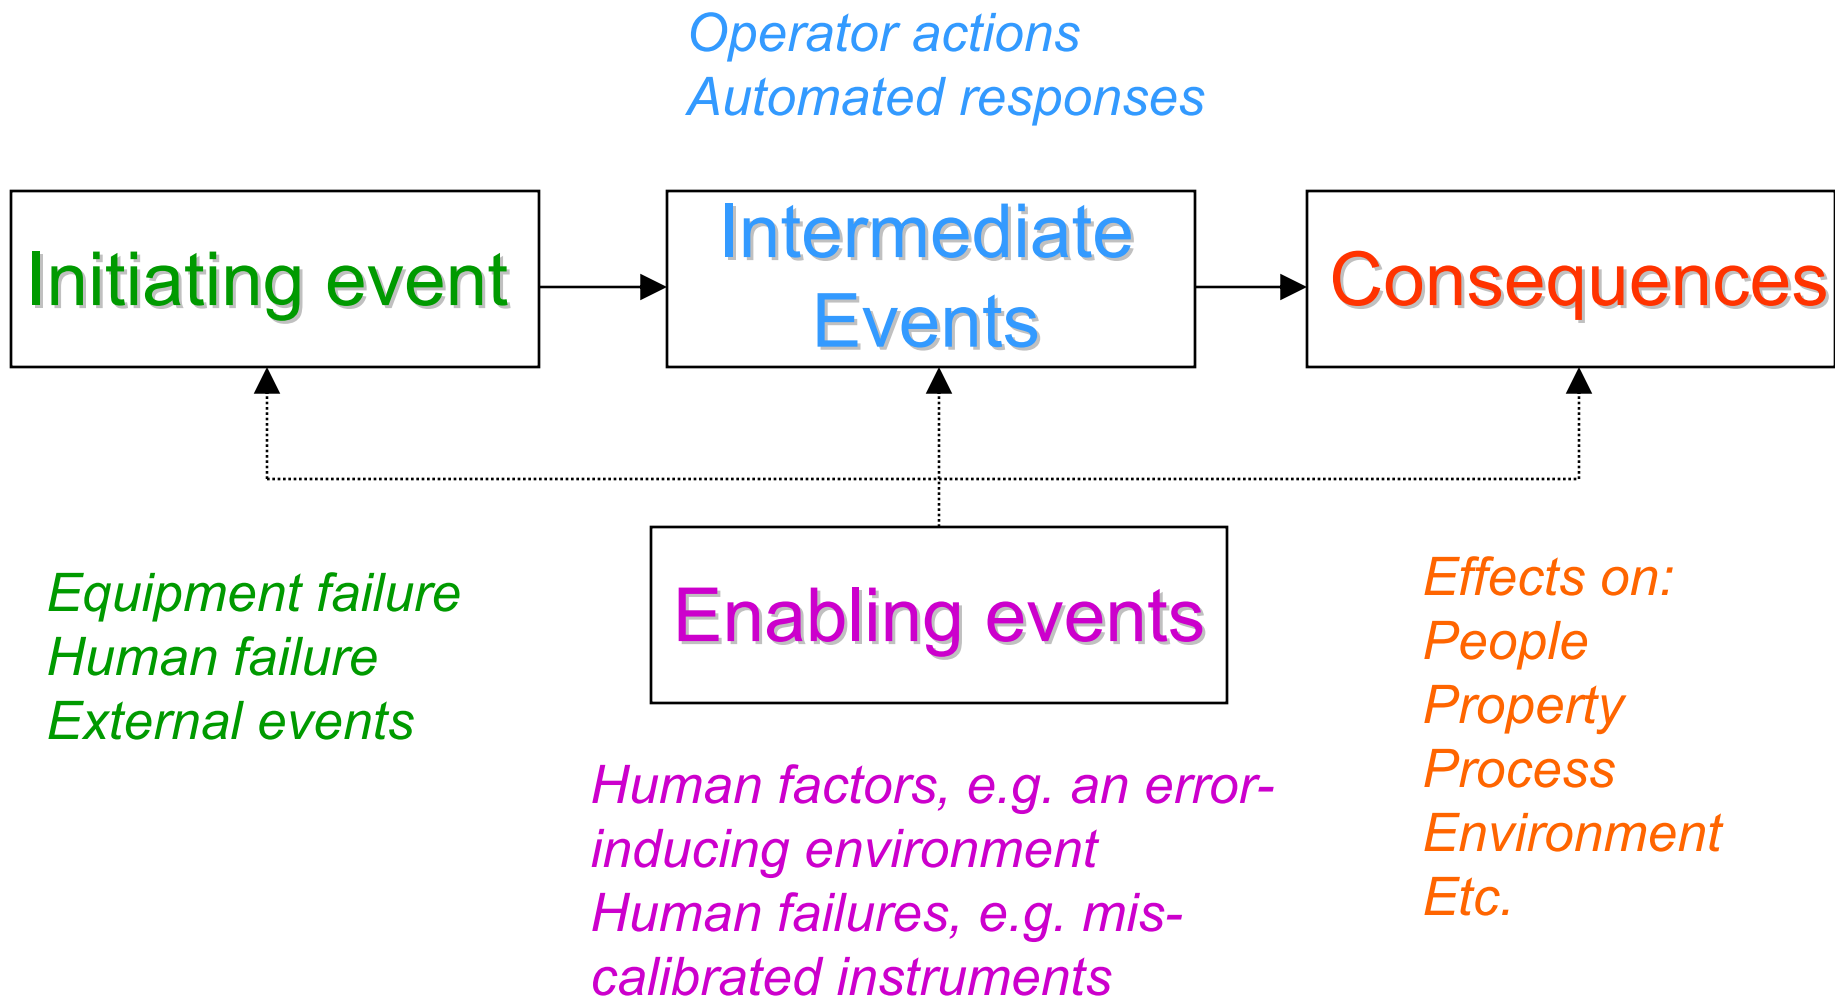 Operator actions
Automated responses
Initiating event
Intermediate
Events
Consequences
Enabling events
Equipment failure
Human failure
External events
Human factors, e.g. an error-
inducing environment
Human failures, e.g. mis-
calibrated instruments
Effects on:
People
Property
Process
Environment
Etc.